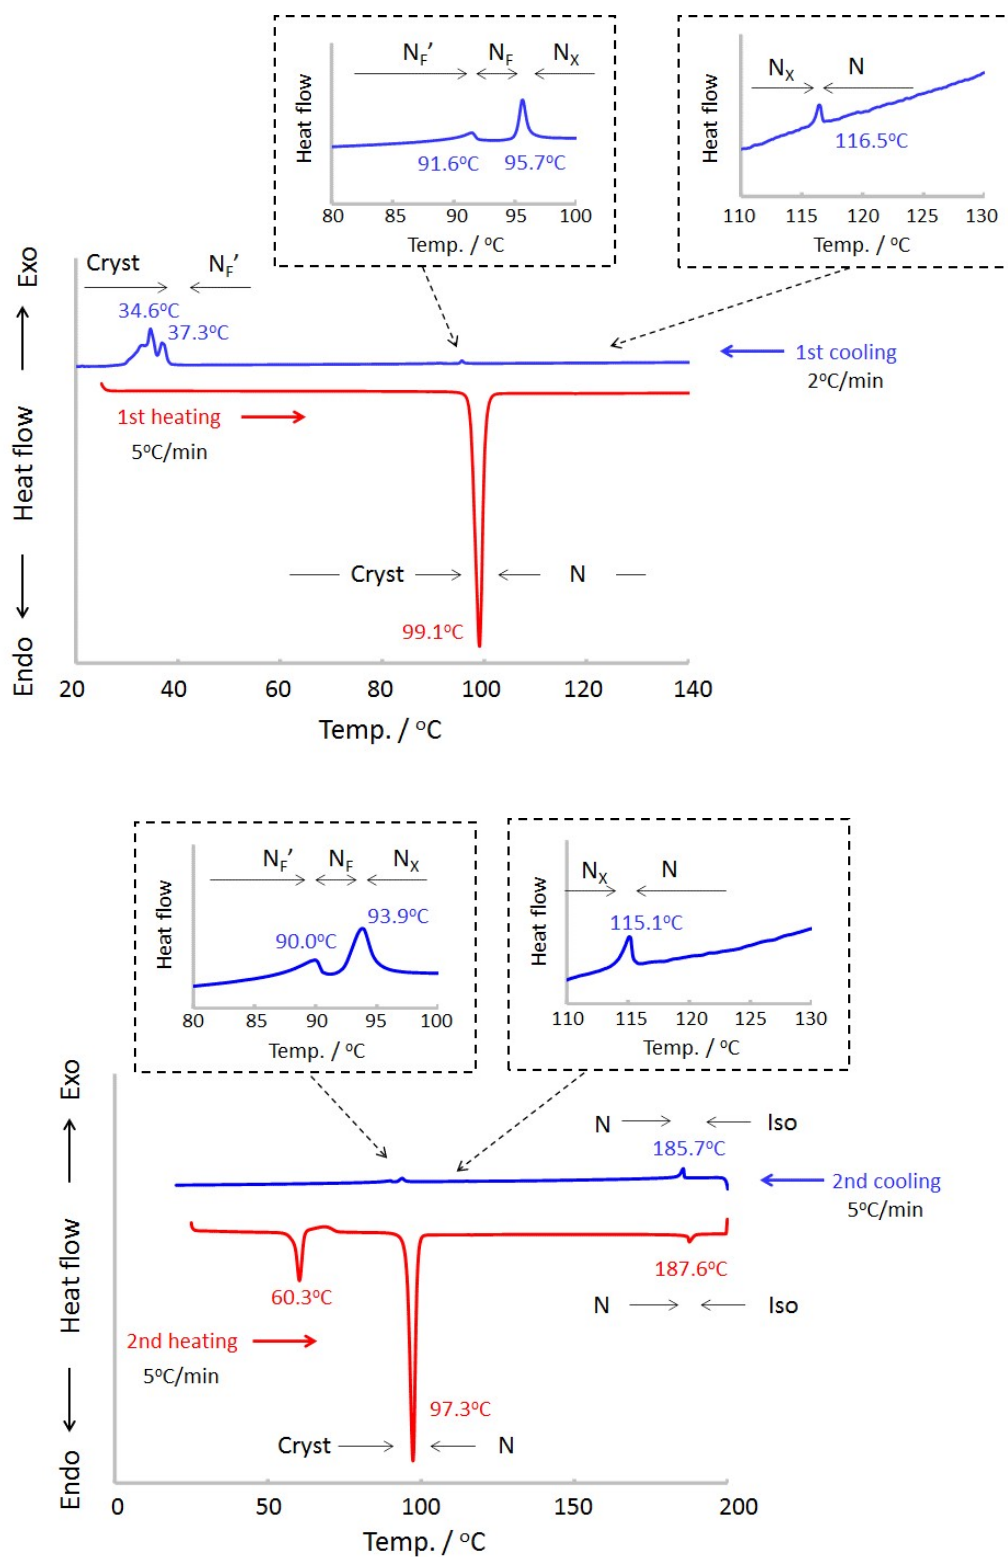 N_F' N_F N_X
Heat flow
91.6°C 95.7°C
80 85 90 95 100
Temp. / °C
N_X N
Heat flow
116.5°C
110 115 120 125 130
Temp. / °C
Exo
Cryst N_F'
34.6°C
37.3°C
1st cooling
2°C/min
1st heating
5°C/min
Heat flow
Cryst N
99.1°C
Endo
20 40 60 80 100 120 140
Temp. / °C
N_F' N_F N_X
Heat flow
93.9°C
90.0°C
80 85 90 95 100
Temp. / °C
N_X N
Heat flow
115.1°C
110 115 120 125 130
Temp. / °C
Exo
N Iso
185.7°C
2nd cooling
5°C/min
Heat flow
60.3°C
187.6°C
N Iso
2nd heating
5°C/min
97.3°C
Cryst N
Endo
0 50 100 150 200
Temp. / °C